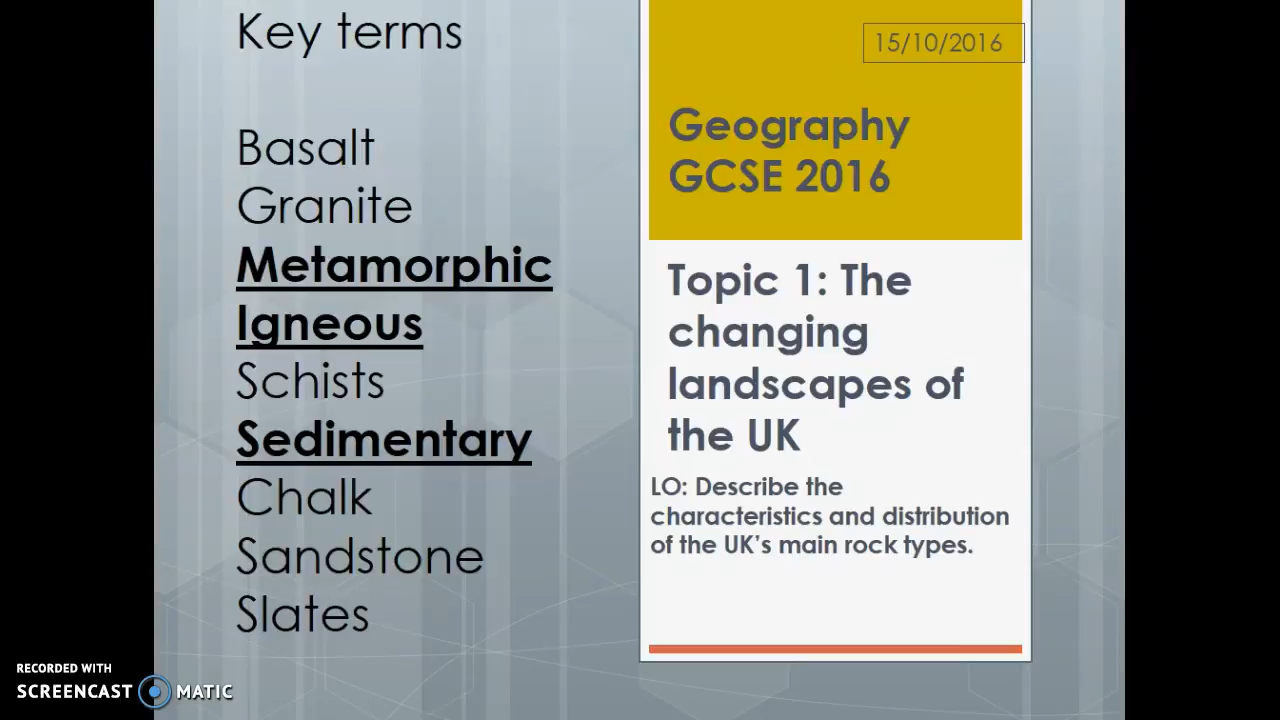 Key terms
Basalt
Granite
Metamorphic
Igneous
Schists
Sedimentary
Chalk
Sandstone
Slates
15/10/2016
Geography
GCSE 2016
Topic 1: The
changing
landscapes of
the UK
LO: Describe the
characteristics and distribution
of the UK's main rock types.
RECORDED WITH
SCREENCAST MATIC